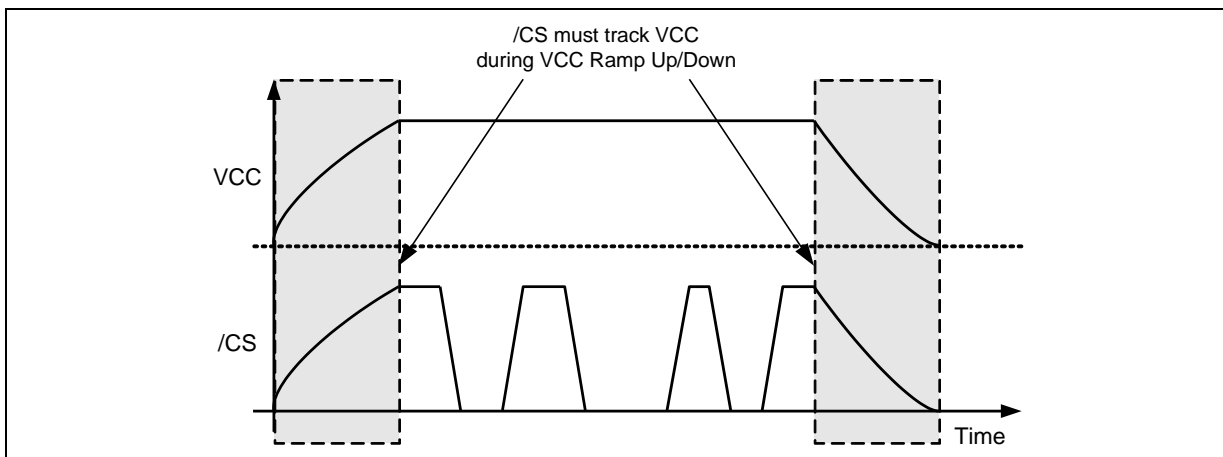 /CS must track VCC
during VCC Ramp Up/Down
VCC
/CS
Time